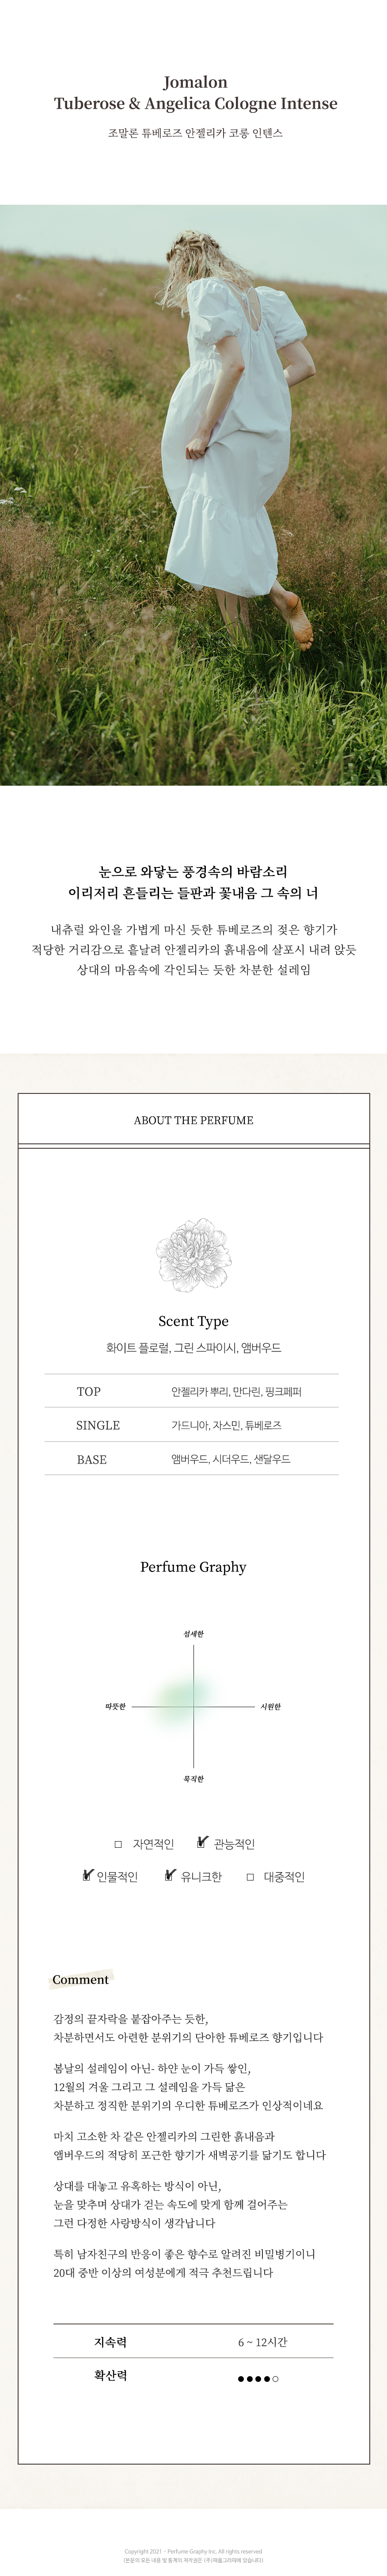 Jomalon
Tuberose & Angelica Cologne Intense
조말론 튜베로즈 안젤리카 코롱 인텐스
눈으로 와닿는 풍경속의 바람소리
이리저리 흔들리는 들판과 꽃내음 그 속의 너
내츄럴 와인을 가볍게 마신 듯한 튜베로즈의 젖은 향기가
적당한 거리감으로 흩날려 안젤리카의 흙내음에 살포시 내려 앉듯
상대의 마음속에 각인되는 듯한 차분한 설레임
ABOUT THE PERFUME
Scent Type
화이트 플로럴, 그린 스파이시, 앰버우드
TOP 안젤리카 뿌리, 만다린, 핑크페퍼
SINGLE 가드니아, 자스민, 튜베로즈
BASE 앰버우드, 시더우드, 샌달우드
Perfume Graphy
섬세한
따뜻한 시원한
묵직한
자연적인 관능적인
인물적인 유니크한 대중적인
Comment
감정의 끝자락을 붙잡아주는 듯한,
차분하면서도 아련한 분위기의 단아한 튜베로즈 향기입니다
봄날의 설레임이 아닌- 하얀 눈이 가득 쌓인,
12월의 겨울 그리고 그 설레임을 가득 닮은
차분하고 정직한 분위기의 우디한 튜베로즈가 인상적이네요
마치 고소한 차 같은 안젤리카의 그린한 흙내음과
앰버우드의 적당히 포근한 향기가 새벽공기를 닮기도 합니다
상대를 대놓고 유혹하는 방식이 아닌,
눈을 맞추며 상대가 걷는 속도에 맞게 함께 걸어주는
그런 다정한 사랑방식이 생각납니다
특히 남자친구의 반응이 좋은 향수로 알려진 비밀병기이니
20대 중반 이상의 여성분에게 적극 추천드립니다
지속력 6 ~ 12시간
확산력
Copyright 2021 - Perfume Graphy Inc. All rights reserved.
(본문의 모든 내용 및 통계의 저작권은 (주)퍼퓸그라피에 있습니다)